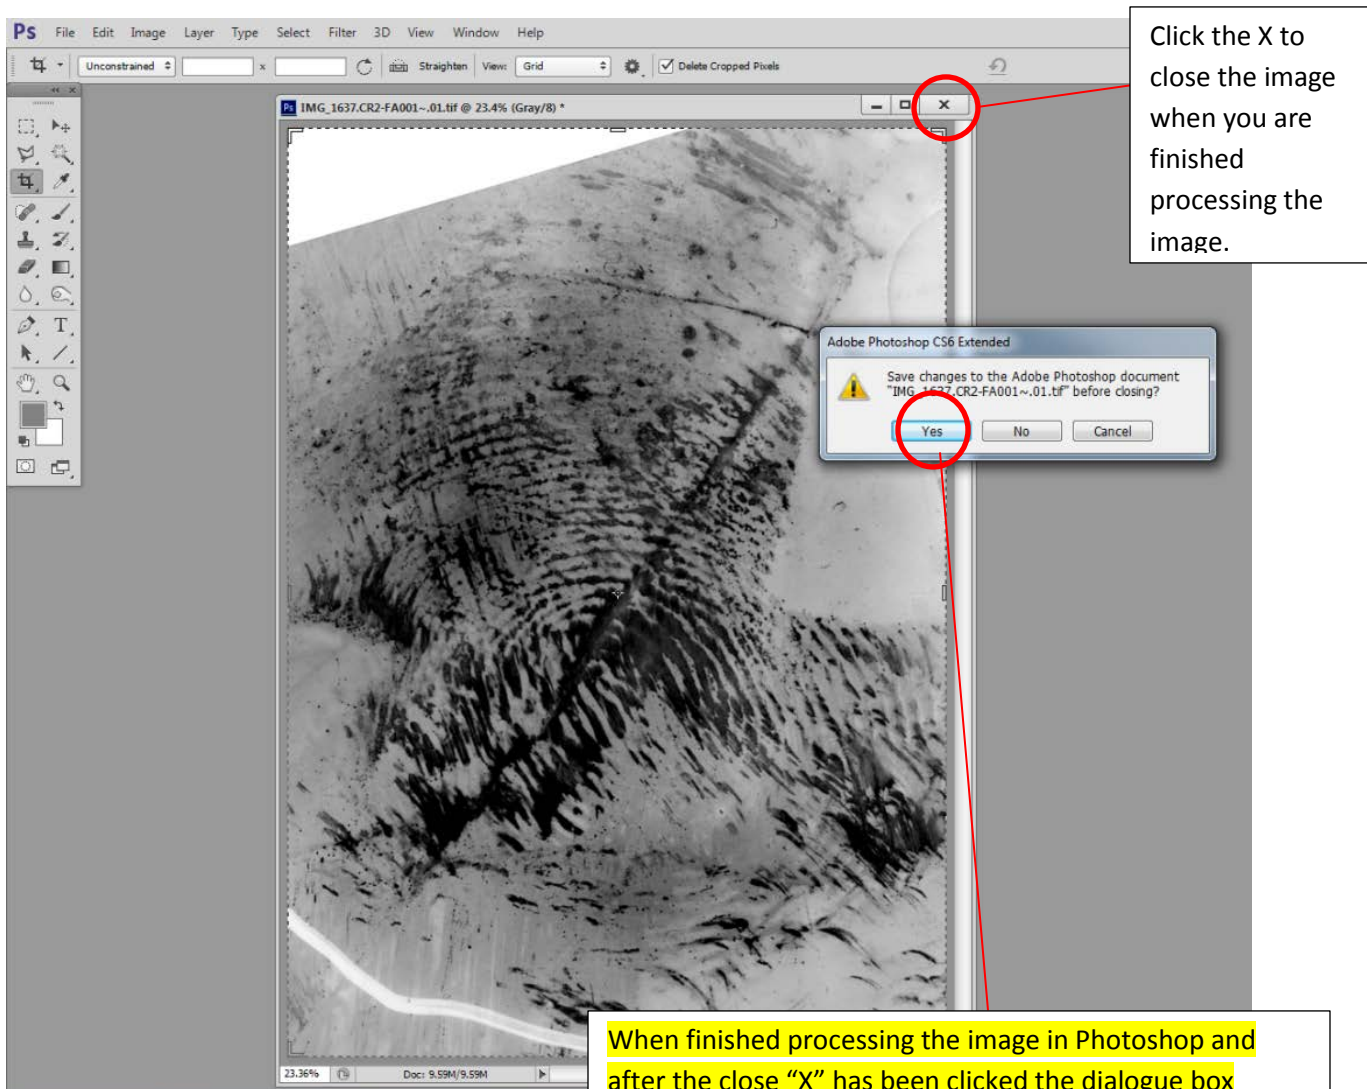 Ps File Edit Image Layer Type Select Filter 3D View Window Help
Unconstrained x Straighten View: Grid Delete Cropped Pixels
IMG_1637.CR2-FA001~.01.tif @ 23.4% (Gray/8) *
Click the X to
close the image
when you are
finished
processing the
image.
Adobe Photoshop CS6 Extended
Save changes to the Adobe Photoshop document
"IMG_1637.CR2-FA001~.01.tif" before closing?
Yes No Cancel
When finished processing the image in Photoshop and
after the close “X” has been clicked the dialogue box
23.36% Doc: 9.59M/9.59M